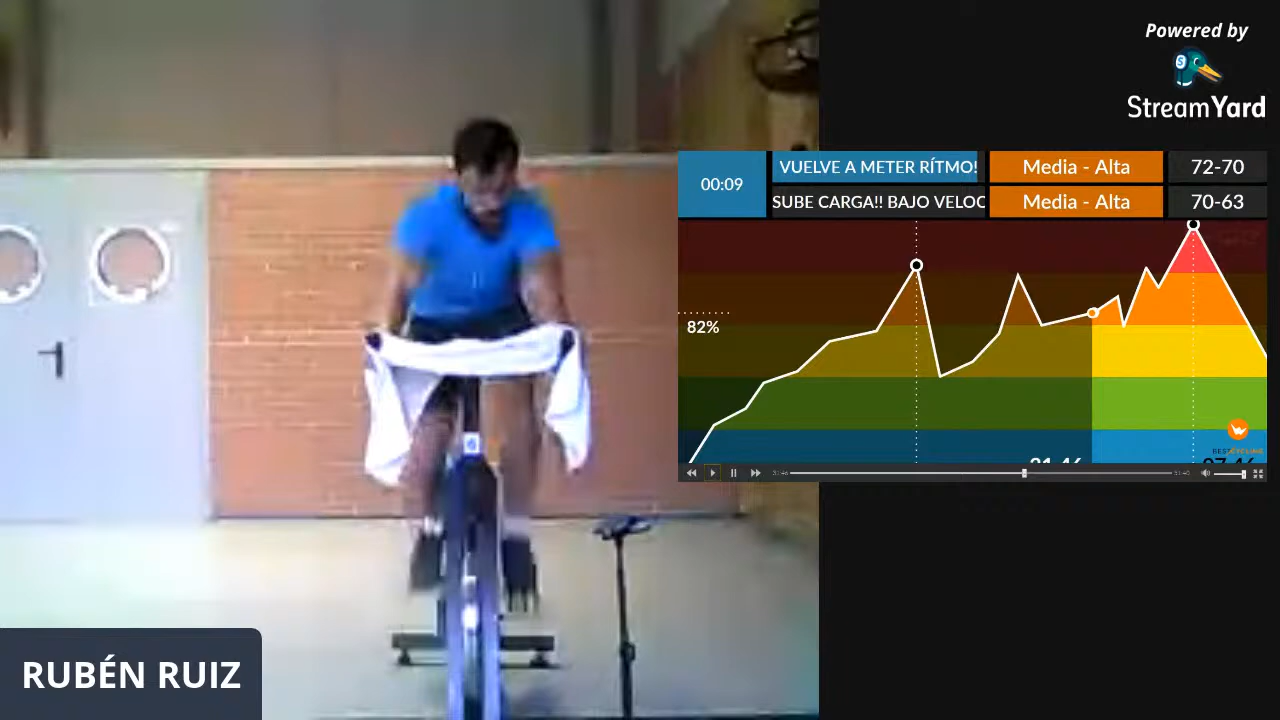 Powered by
StreamYard
00:09
VUELVE A METER RÍTMO!
Media - Alta
72-70
SUBE CARGA!! BAJO VELOC
Media - Alta
70-63
82%
BESTCYCLING
RUBÉN RUIZ